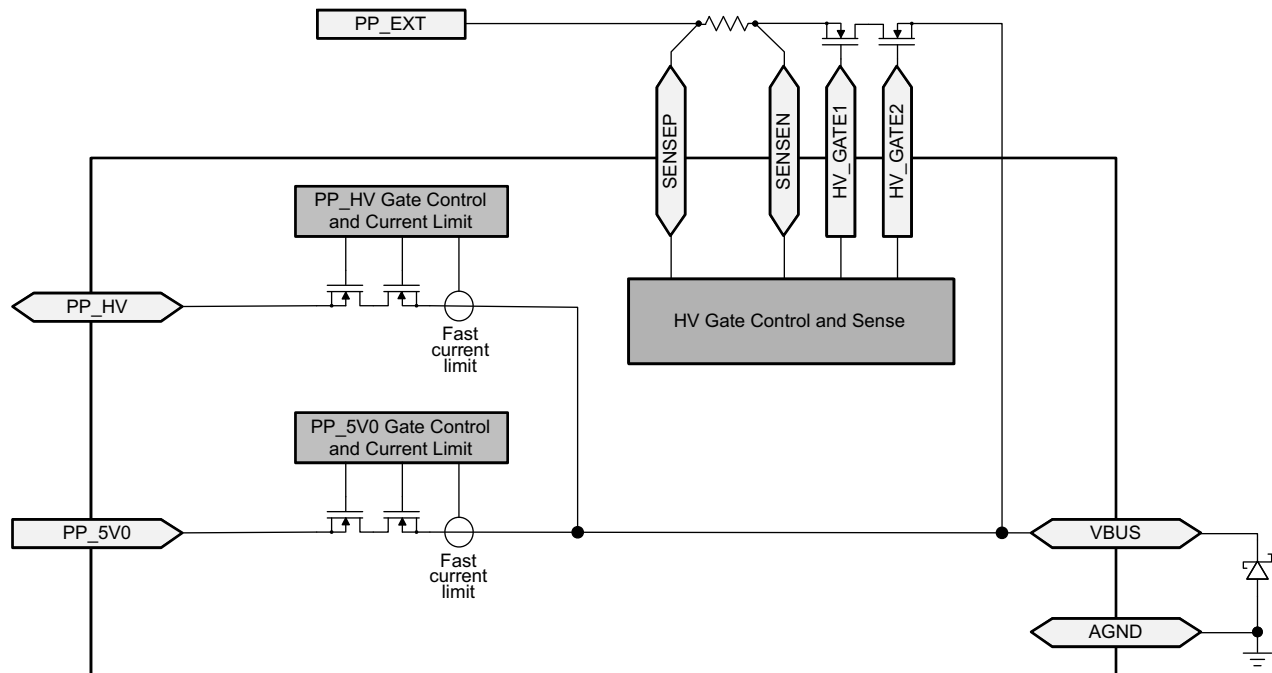 PP_EXT
SENSEP
SENSEN
HV_GATE1
HV_GATE2
PP_HV Gate Control
and Current Limit
PP_HV
Fast
current
limit
HV Gate Control and Sense
PP_5V0 Gate Control
and Current Limit
PP_5V0
Fast
current
limit
VBUS
AGND